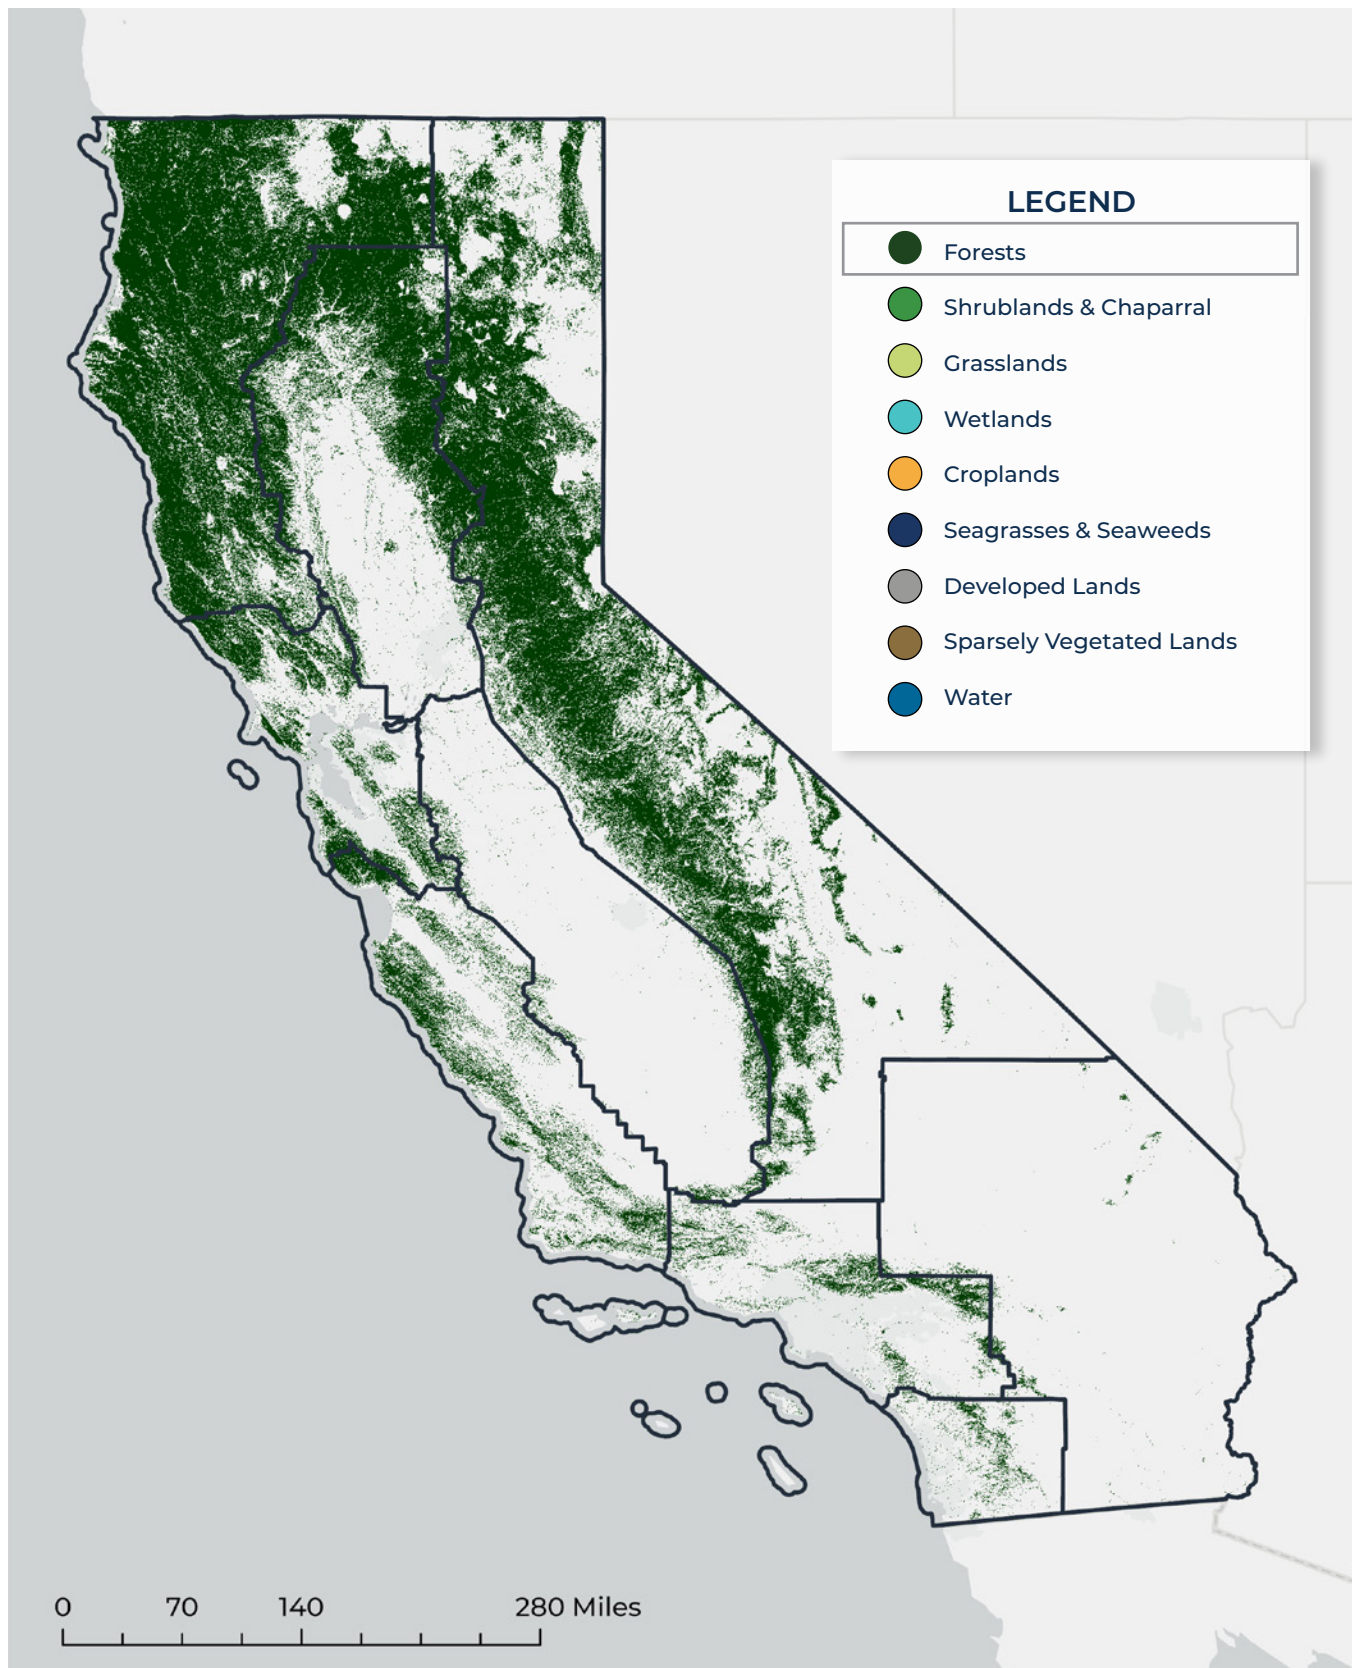 LEGEND
Forests
Shrublands & Chaparral
Grasslands
Wetlands
Croplands
Seagrasses & Seaweeds
Developed Lands
Sparsely Vegetated Lands
Water
0 70 140 280 Miles